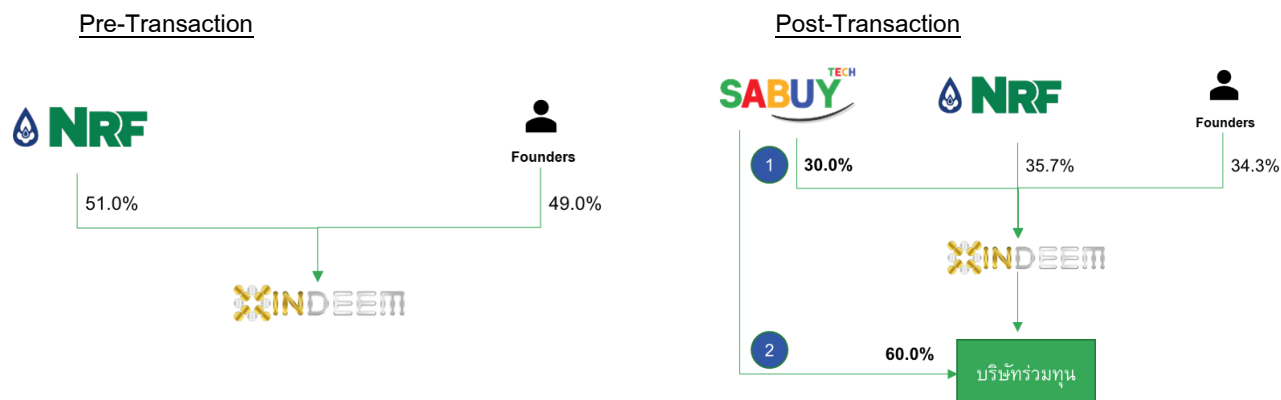 Pre-Transaction
NRF
Founders
51.0%
49.0%
INDEEM
Post-Transaction
SABUY TECH
NRF
Founders
1
30.0%
35.7%
34.3%
INDEEM
2
60.0%
บริษัทร่วมทุน